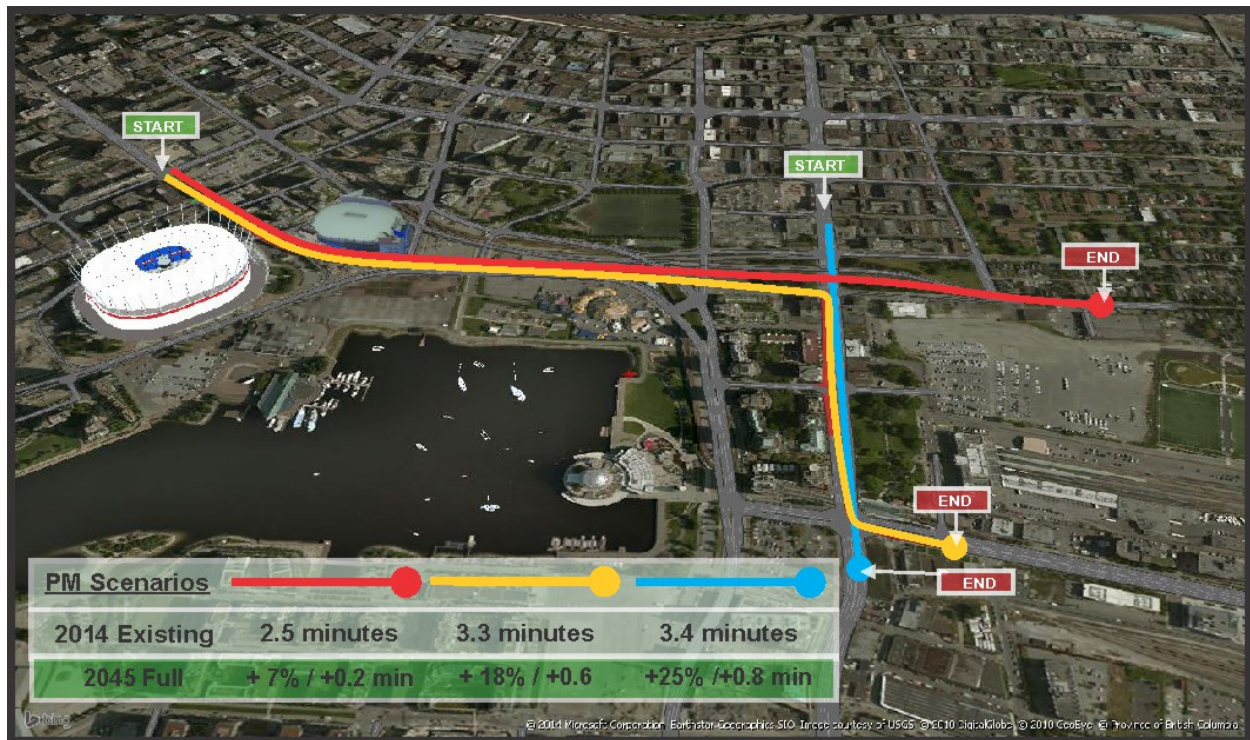 START
START
END
END
END
PM Scenarios
2014 Existing 2.5 minutes 3.3 minutes 3.4 minutes
2045 Full + 7% / +0.2 min + 18% / +0.6 +25% /+0.8 min
bing
© 2014 Microsoft Corporation Earthstar Geographics SIO Image courtesy of USGS © 2010 DigitalGlobe © 2010 GeoEye © Province of British Columbia